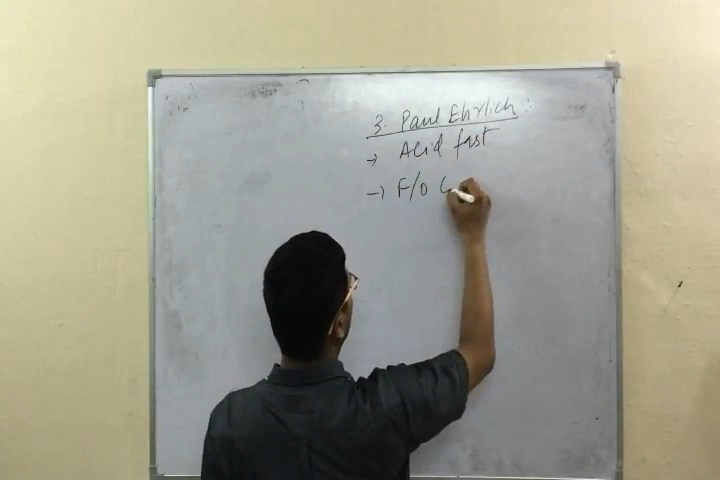 3. Paul Ehrlich :
→ Acid fast
→ F/O C